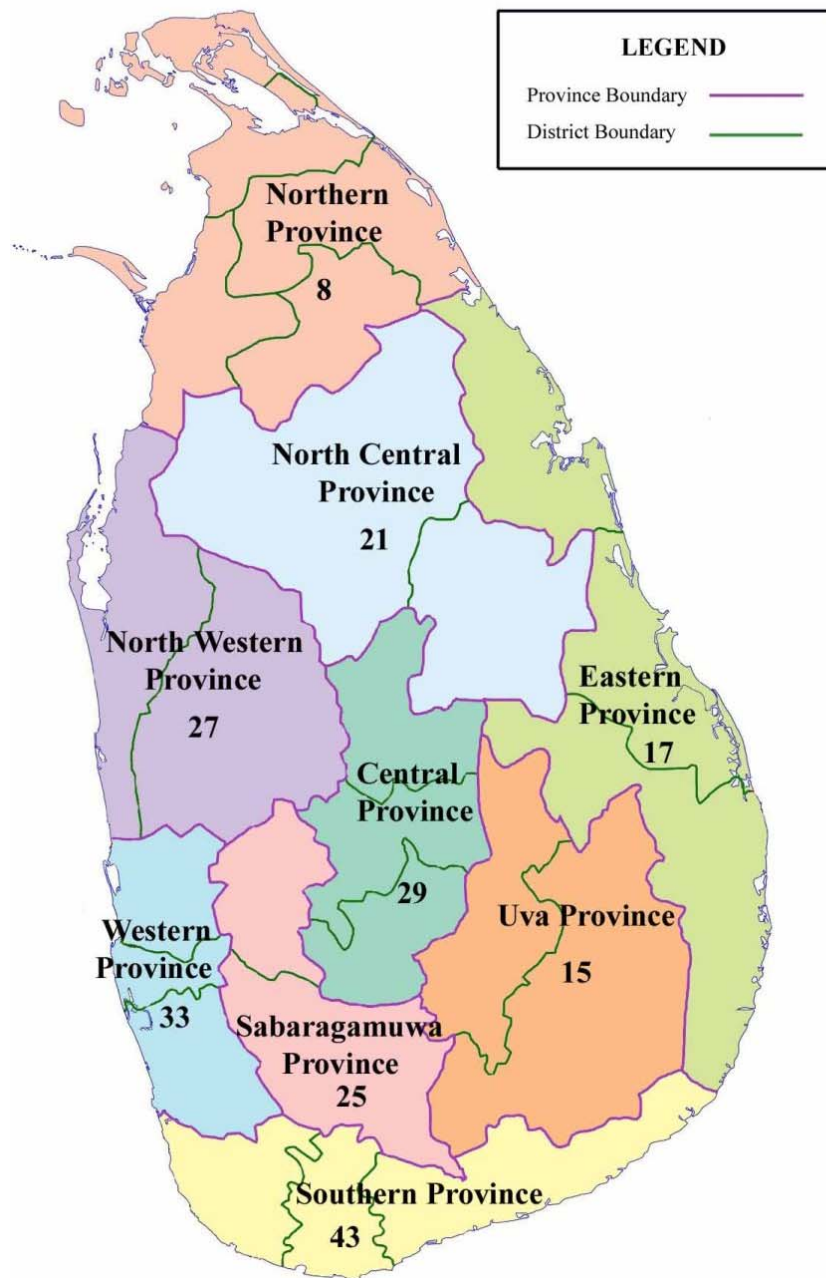 LEGEND
Province Boundary
District Boundary
Northern
Province
8
North Central
Province
21
North Western
Province
27
Eastern
Province
17
Central
Province
29
Uva Province
15
Western
Province
33
Sabaragamuwa
Province
25
Southern Province
43